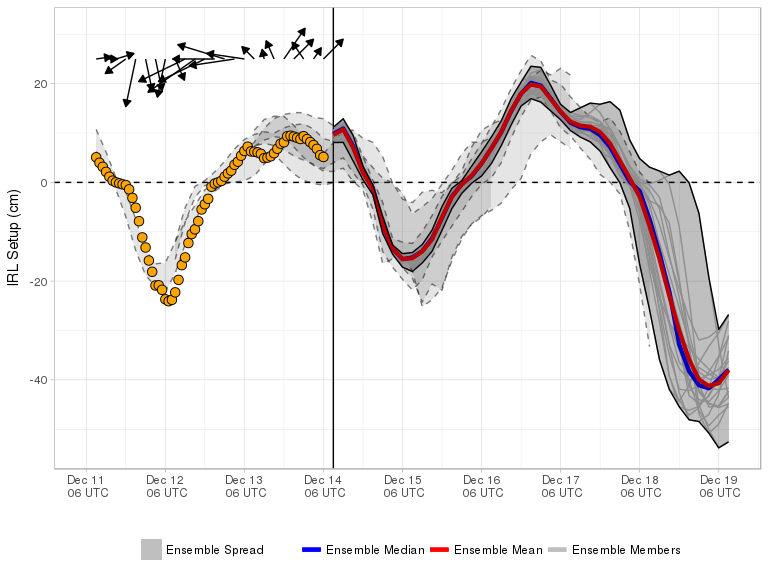 20
0
-20
-40
IRL Setup (cm)
Dec 11 Dec 12 Dec 13 Dec 14 Dec 15 Dec 16 Dec 17 Dec 18 Dec 19
06 UTC 06 UTC 06 UTC 06 UTC 06 UTC 06 UTC 06 UTC 06 UTC 06 UTC
Ensemble Spread Ensemble Median Ensemble Mean Ensemble Members